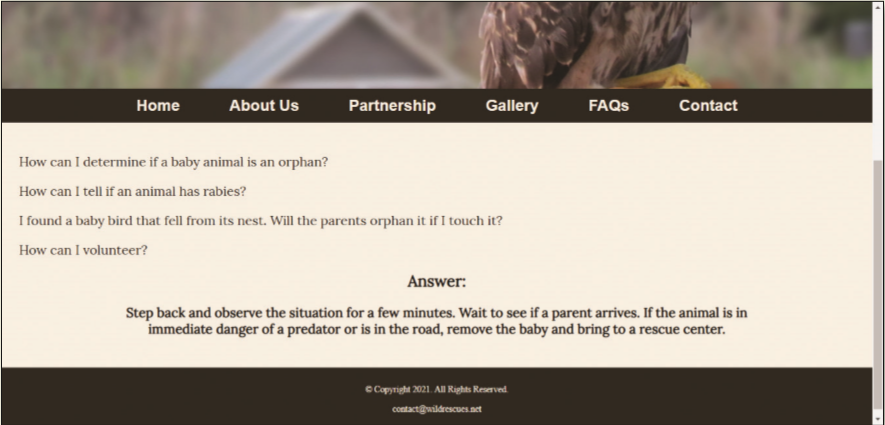 Home About Us Partnership Gallery FAQs Contact
How can I determine if a baby animal is an orphan?
How can I tell if an animal has rabies?
I found a baby bird that fell from its nest. Will the parents orphan it if I touch it?
How can I volunteer?
Answer:
Step back and observe the situation for a few minutes. Wait to see if a parent arrives. If the animal is in
immediate danger of a predator or is in the road, remove the baby and bring to a rescue center.
© Copyright 2021. All Rights Reserved.
contact@wildrescues.net